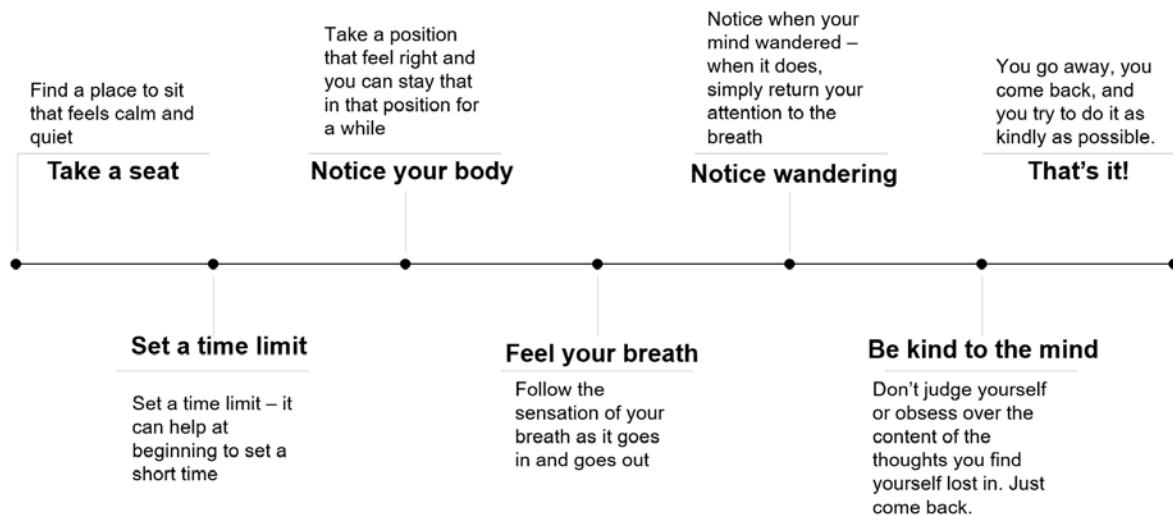 Find a place to sit
that feels calm and
quiet
Take a seat
Set a time limit
Set a time limit – it
can help at
beginning to set a
short time
Take a position
that feel right and
you can stay that
in that position for
a while
Notice your body
Feel your breath
Follow the
sensation of your
breath as it goes
in and goes out
Notice when your
mind wandered –
when it does,
simply return your
attention to the
breath
Notice wandering
Be kind to the mind
Don’t judge yourself
or obsess over the
content of the
thoughts you find
yourself lost in. Just
come back.
You go away, you
come back, and
you try to do it as
kindly as possible.
That’s it!